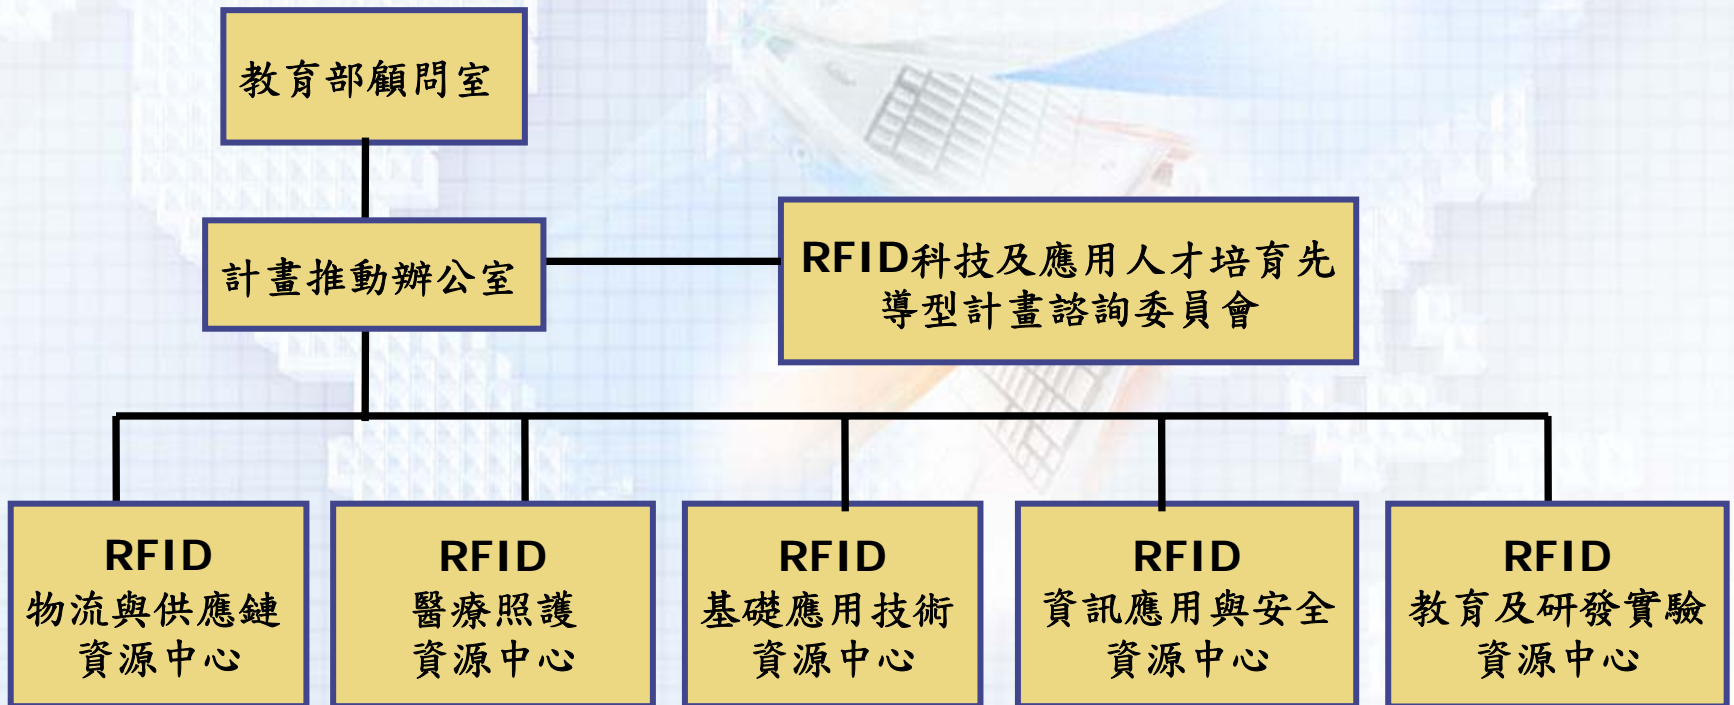 教育部顧問室
計畫推動辦公室
RFID科技及應用人才培育先
導型計畫諮詢委員會
RFID
物流與供應鏈
資源中心
RFID
醫療照護
資源中心
RFID
基礎應用技術
資源中心
RFID
資訊應用與安全
資源中心
RFID
教育及研發實驗
資源中心